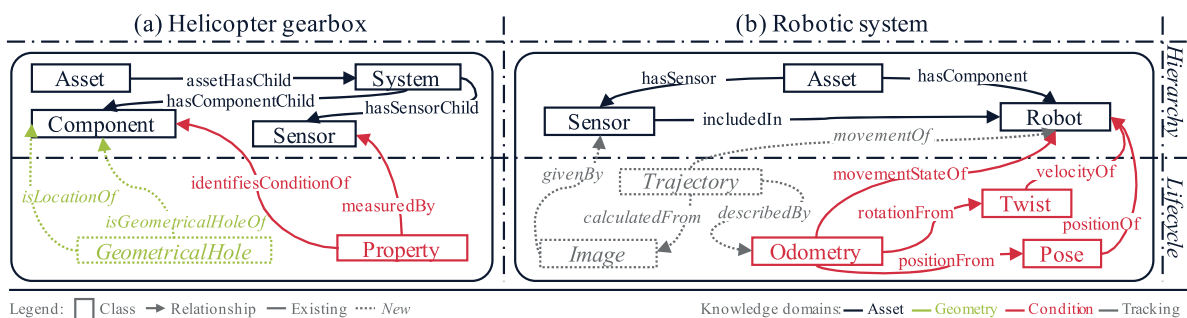 (a) Helicopter gearbox
(b) Robotic system
Asset
assetHasChild
System
hasComponentChild
hasSensorChild
Component
Sensor
identifiesConditionOf
isLocationOf
measuredBy
isGeometricalHoleOf
GeometricalHole
Property
hasSensor
Asset
hasComponent
Sensor
includedIn
Robot
movementOf
givenBy
Trajectory
movementStateOf
velocityOf
calculatedFrom
describedBy
rotationFrom
Twist
positionOf
Image
Odometry
positionFrom
Pose
Hierarchy
Lifecycle
Legend: Class Relationship Existing New
Knowledge domains: Asset Geometry Condition Tracking